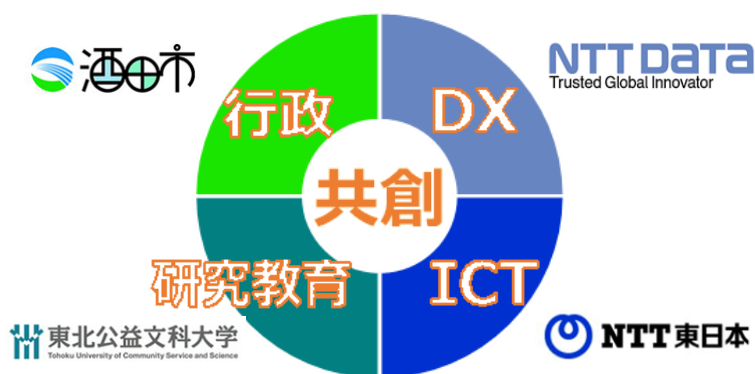 酒田市
NTT DATA
Trusted Global Innovator
行政
DX
共創
研究教育
ICT
東北公益文科大学
Tohoku University of Community Service and Science
NTT東日本